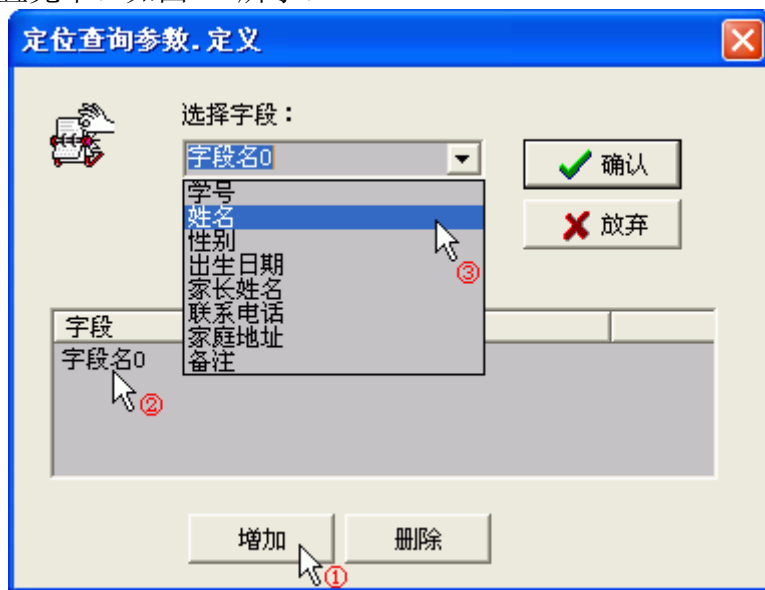 定位查询参数.定义
选择字段：
字段名0
确认
学号
姓名
放弃
性别
出生日期
③
家长姓名
联系电话
家庭地址
备注
字段
字段名0
②
增加
删除
①